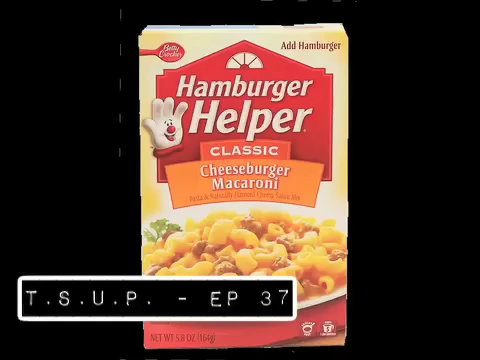 Betty
Crocker
Add Hamburger
Hamburger
Helper
CLASSIC
Cheeseburger
Macaroni
Pasta & Naturally Flavored Cheesy Sauce Mix
T.S.U.P. - EP 37
NET WT 5.8 OZ (164g)